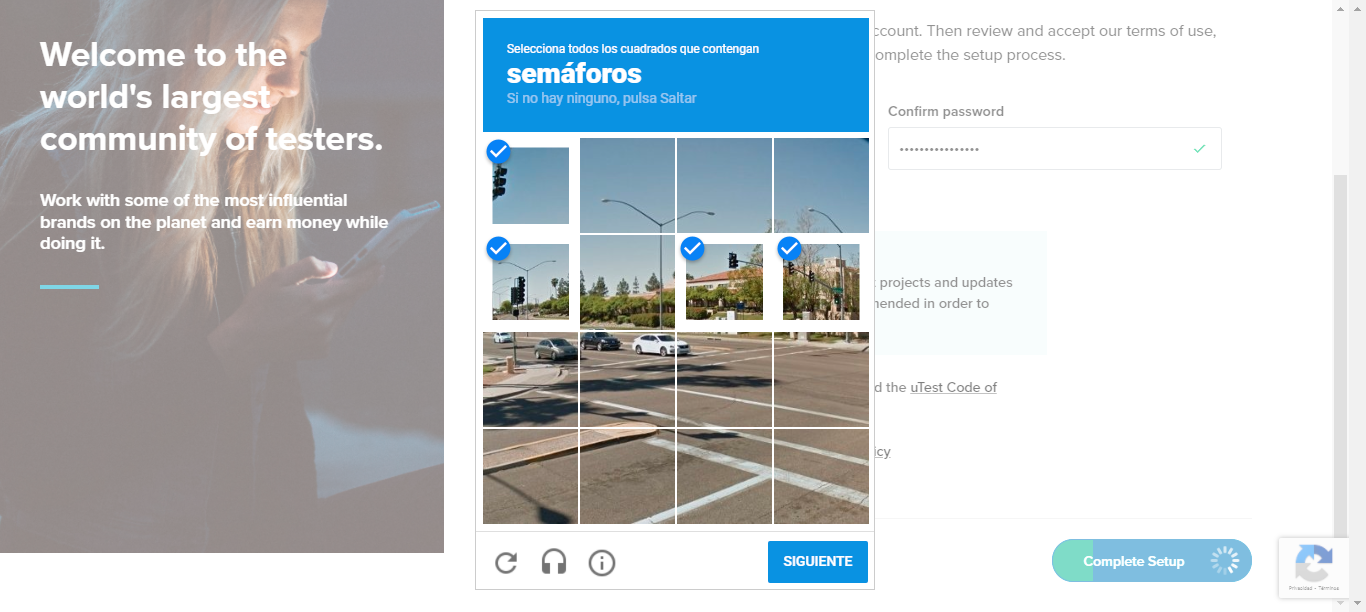 Welcome to the
world's largest
community of testers.
Work with some of the most influential
brands on the planet and earn money while
doing it.
Selecciona todos los cuadrados que contengan
semáforos
Si no hay ninguno, pulsa Saltar
SIGUIENTE
ccount. Then review and accept our terms of use,
omplete the setup process.
Confirm password
••••••••••••••••
projects and updates
ended in order to
d the uTest Code of
icy
Complete Setup
Privacidad - Términos